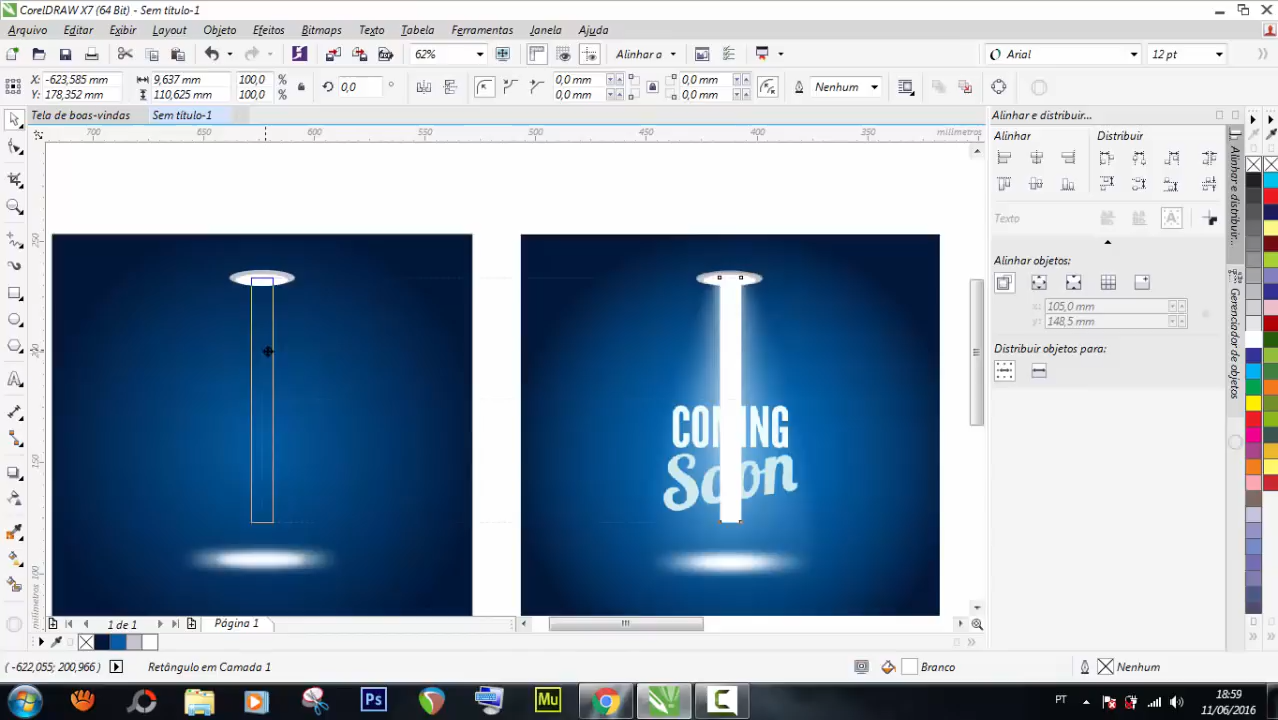 CorelDRAW X7 (64 Bit) - Sem título-1
Arquivo Editar Exibir Layout Objeto Efeitos Bitmaps Texto Tabela Ferramentas Janela Ajuda
62% Alinhar a Arial 12 pt
X: -623,585 mm 9,637 mm 100,0 % 0,0 0,0 mm 0,0 mm Nenhum
Y: 178,352 mm 110,625 mm 100,0 % 0,0 mm 0,0 mm
Tela de boas-vindas Sem título-1
700 650 600 550 500 450 400 350 milímetros
Alinhar e distribuir...
Alinhar Distribuir
Texto
Alinhar objetos:
x: 105,0 mm
y: 148,5 mm
Distribuir objetos para:
Alinhar e distribuir...
Gerenciador de objetos
COMING
Soon
150
100
milímetros
1 de 1 Página 1
( -622,055; 200,966 ) Retângulo em Camada 1 Branco Nenhum
Ps Mu PT 18:59
11/06/2016